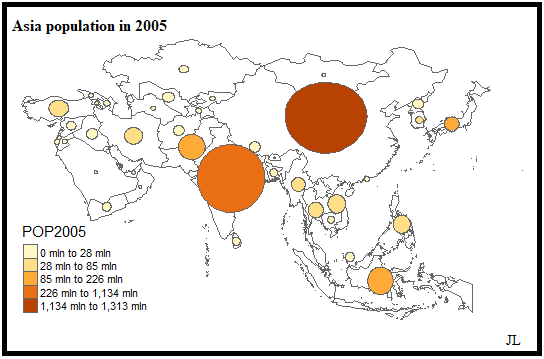 Asia population in 2005
POP2005
0 mln to 28 mln
28 mln to 85 mln
85 mln to 226 mln
226 mln to 1,134 mln
1,134 mln to 1,313 mln
JL